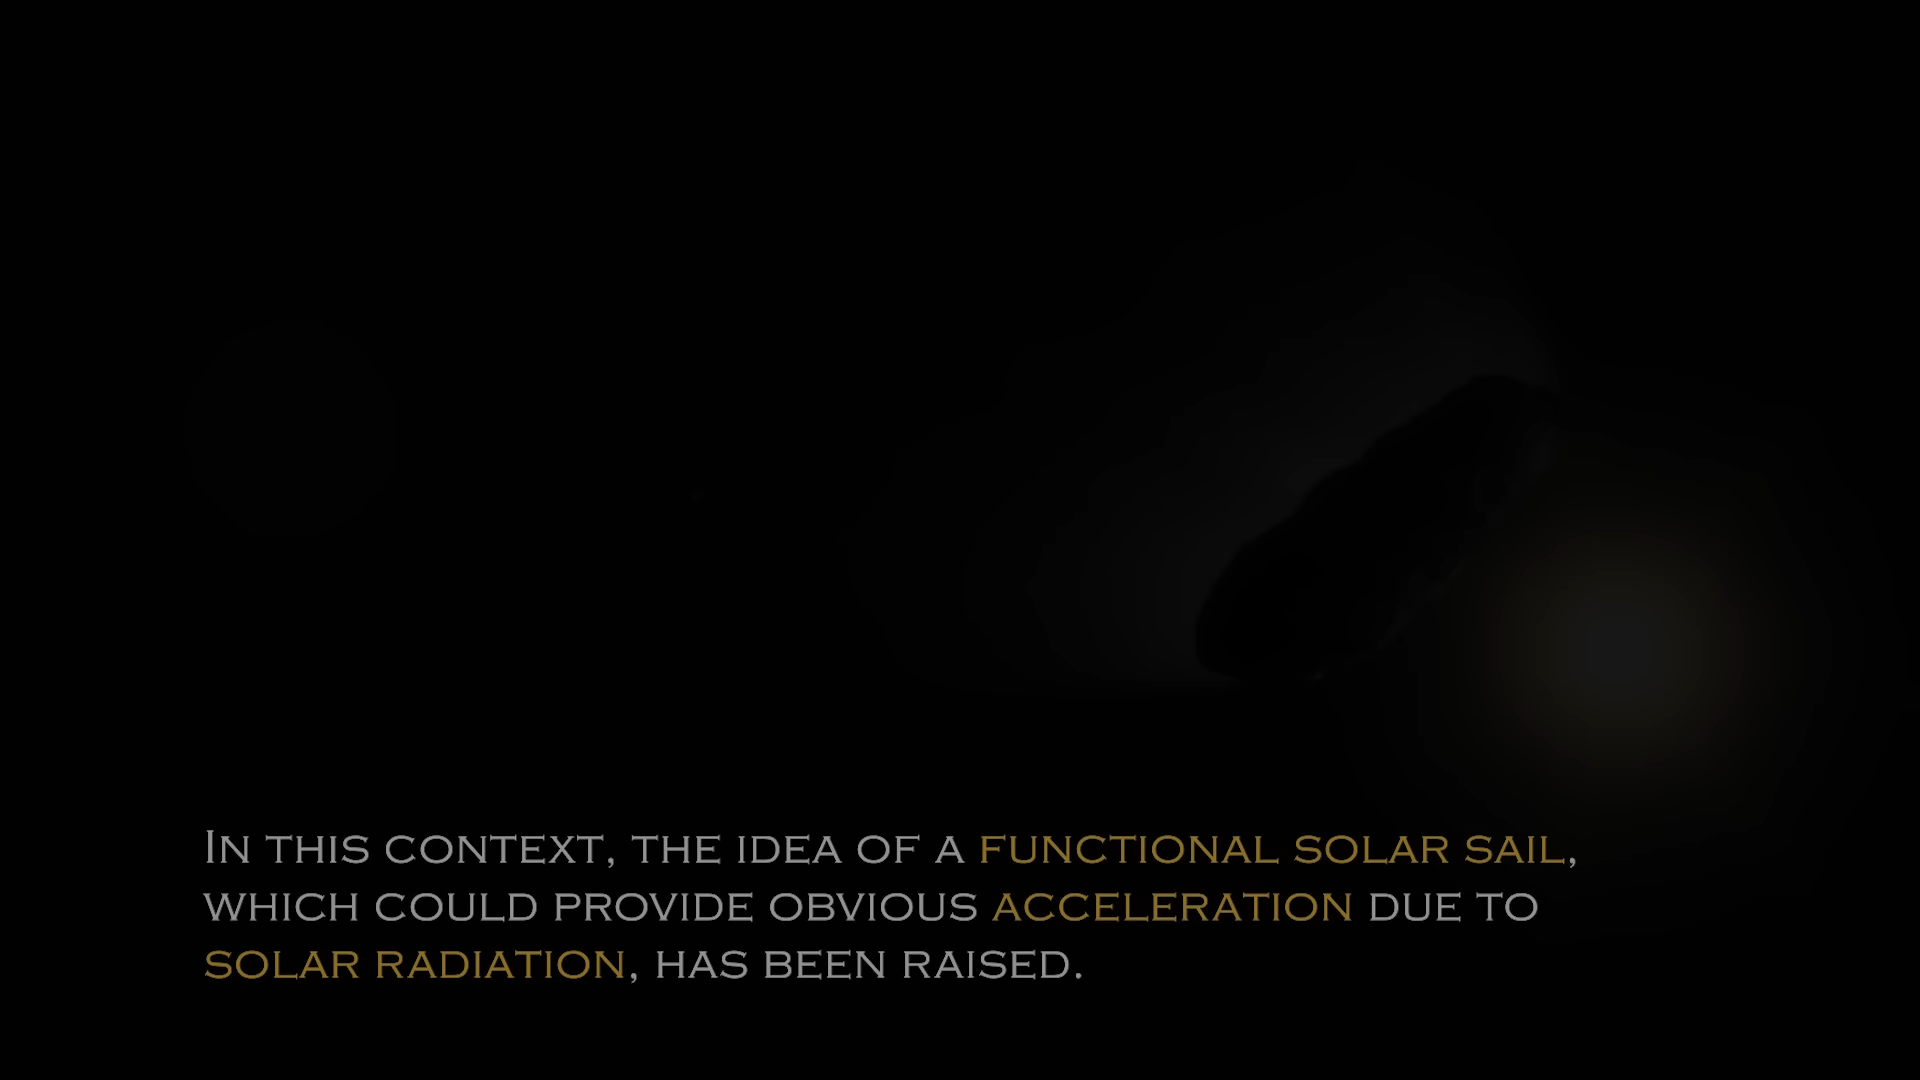 In this context, the idea of a functional solar sail,
which could provide obvious acceleration due to
solar radiation, has been raised.